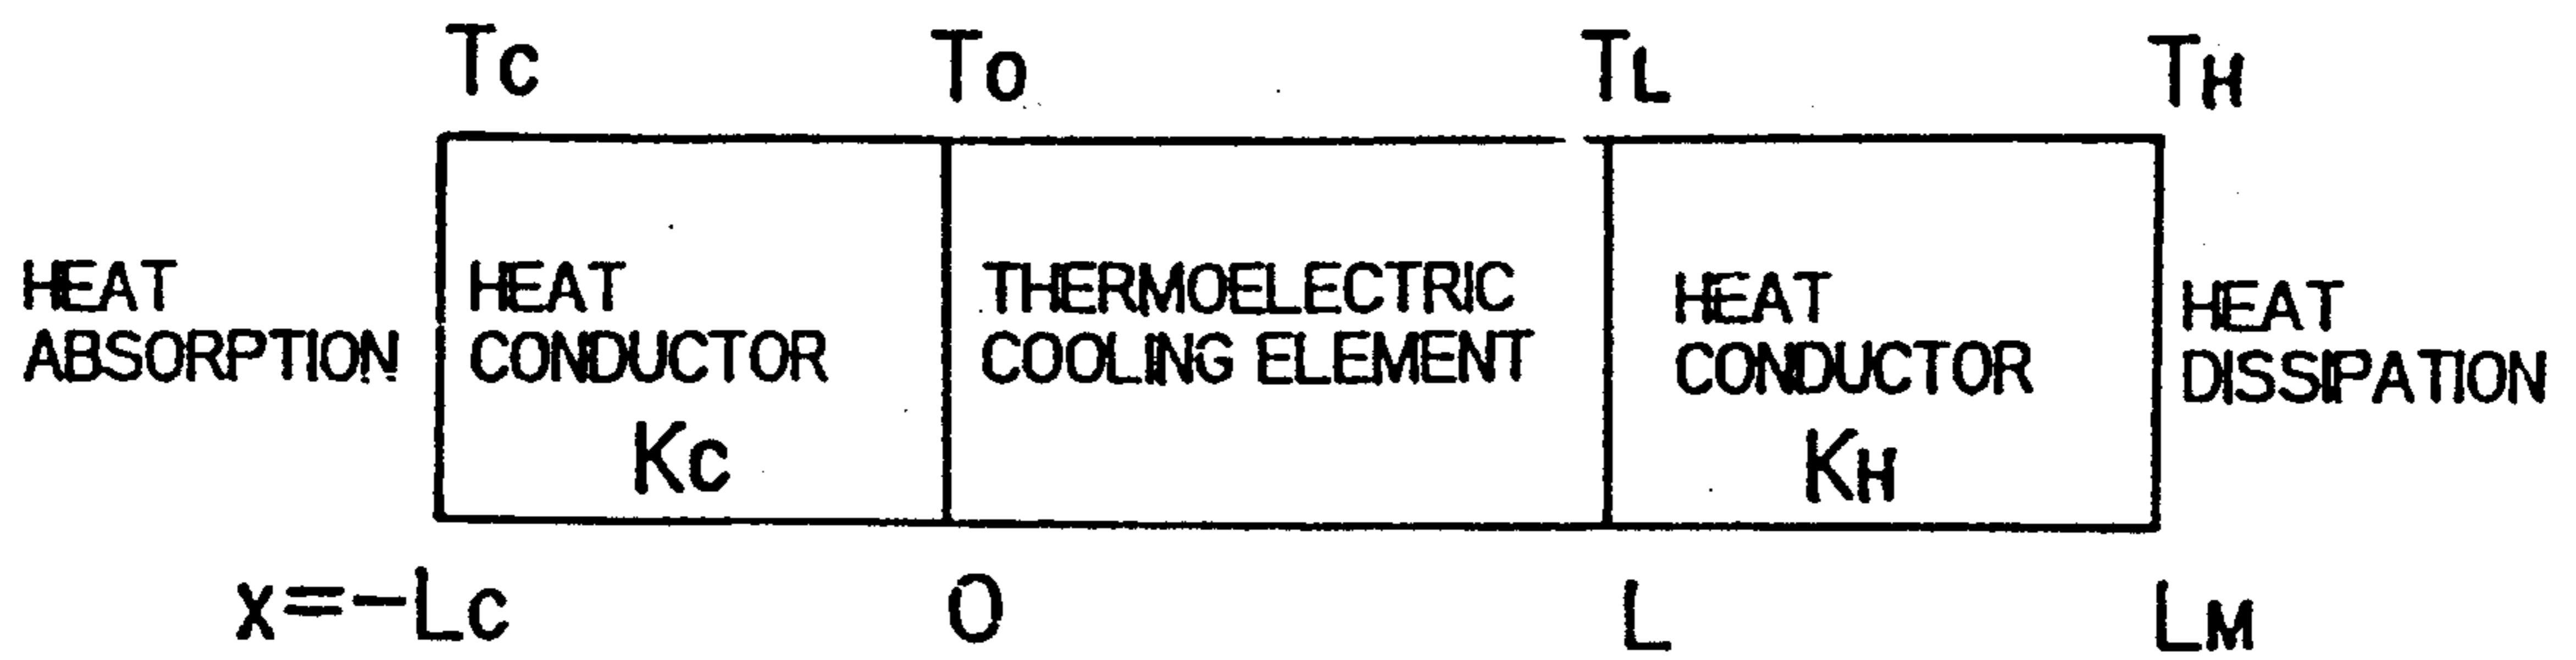 Tc To TL TH
HEAT ABSORPTION
HEAT CONDUCTOR
Kc
THERMOELECTRIC COOLING ELEMENT
HEAT CONDUCTOR
KH
HEAT DISSIPATION
x=-Lc O L LM